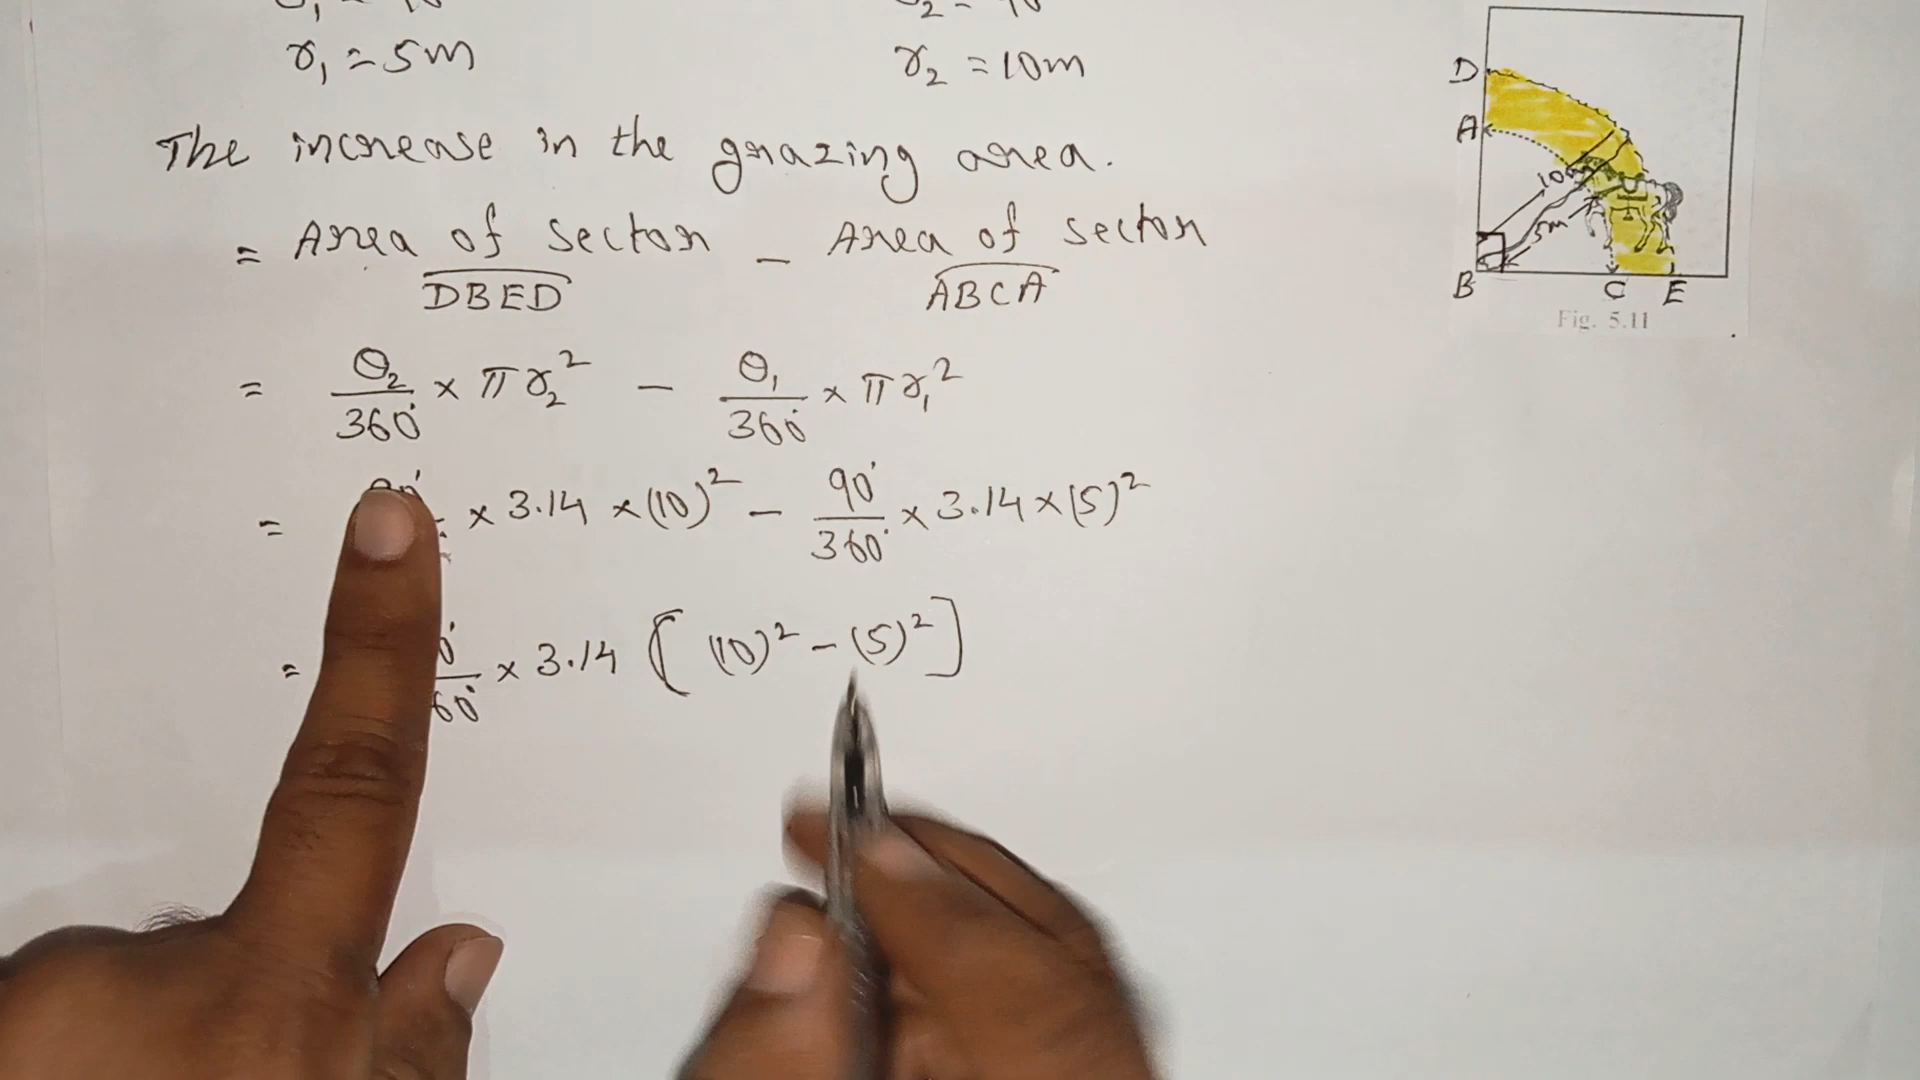 r₁ = 5m
r₂ = 10m
The increase in the grazing area.
= Area of sector DBED − Area of sector ABCA
= θ₂/360° × πr₂² − θ₁/360° × πr₁²
= × 3.14 × (10)² − 90°/360° × 3.14 × (5)²
= × 3.14 [ (10)² − (5)² ]
D
A
10m
5m
B C E
Fig. 5.11